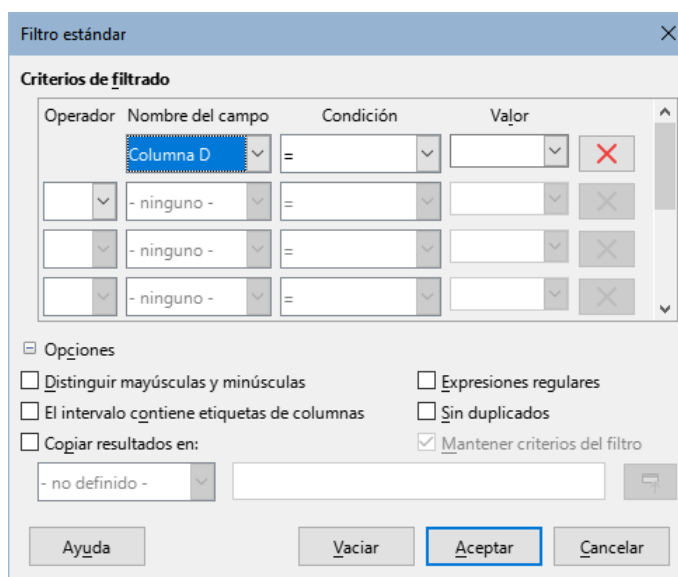 Filtro estándar
Criterios de filtrado
Operador Nombre del campo Condición Valor
Columna D =
- ninguno - =
- ninguno - =
- ninguno - =
Opciones
Distinguir mayúsculas y minúsculas Expresiones regulares
El intervalo contiene etiquetas de columnas Sin duplicados
Copiar resultados en: Mantener criterios del filtro
- no definido -
Ayuda Vaciar Aceptar Cancelar